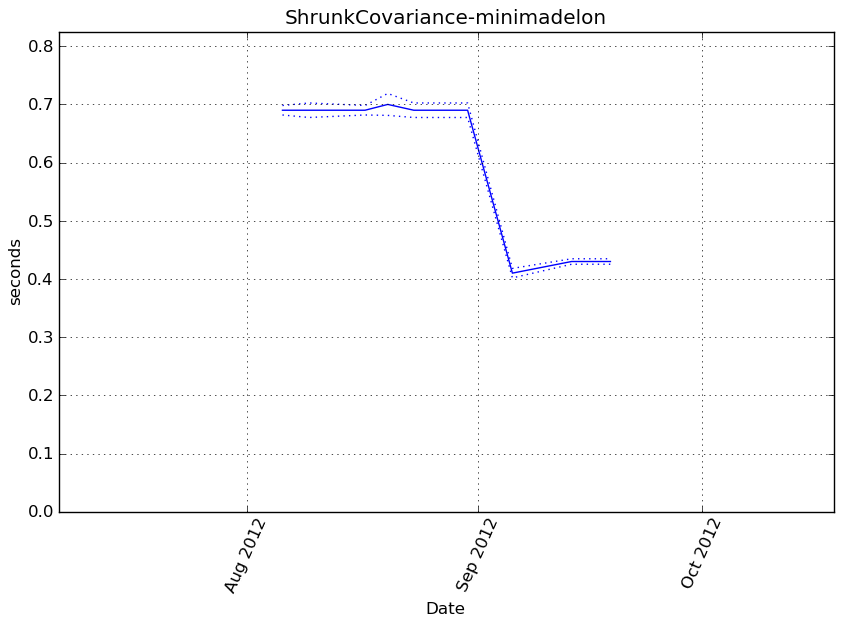 ShrunkCovariance-minimadelon
0.8
0.7
0.6
0.5
0.4
0.3
0.2
0.1
0.0
seconds
Aug 2012
Sep 2012
Oct 2012
Date